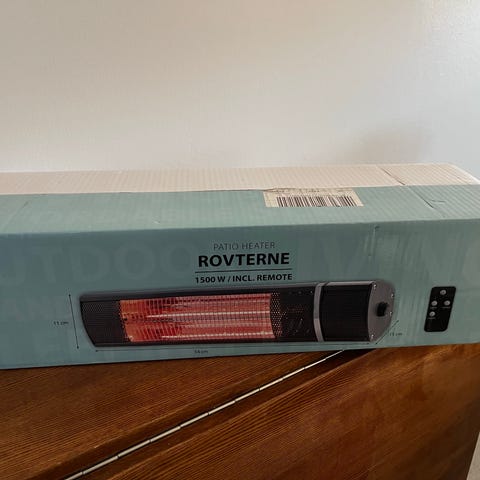 PATIO HEATER
ROVTERNE
1500 W / INCL. REMOTE
11 cm
54 cm